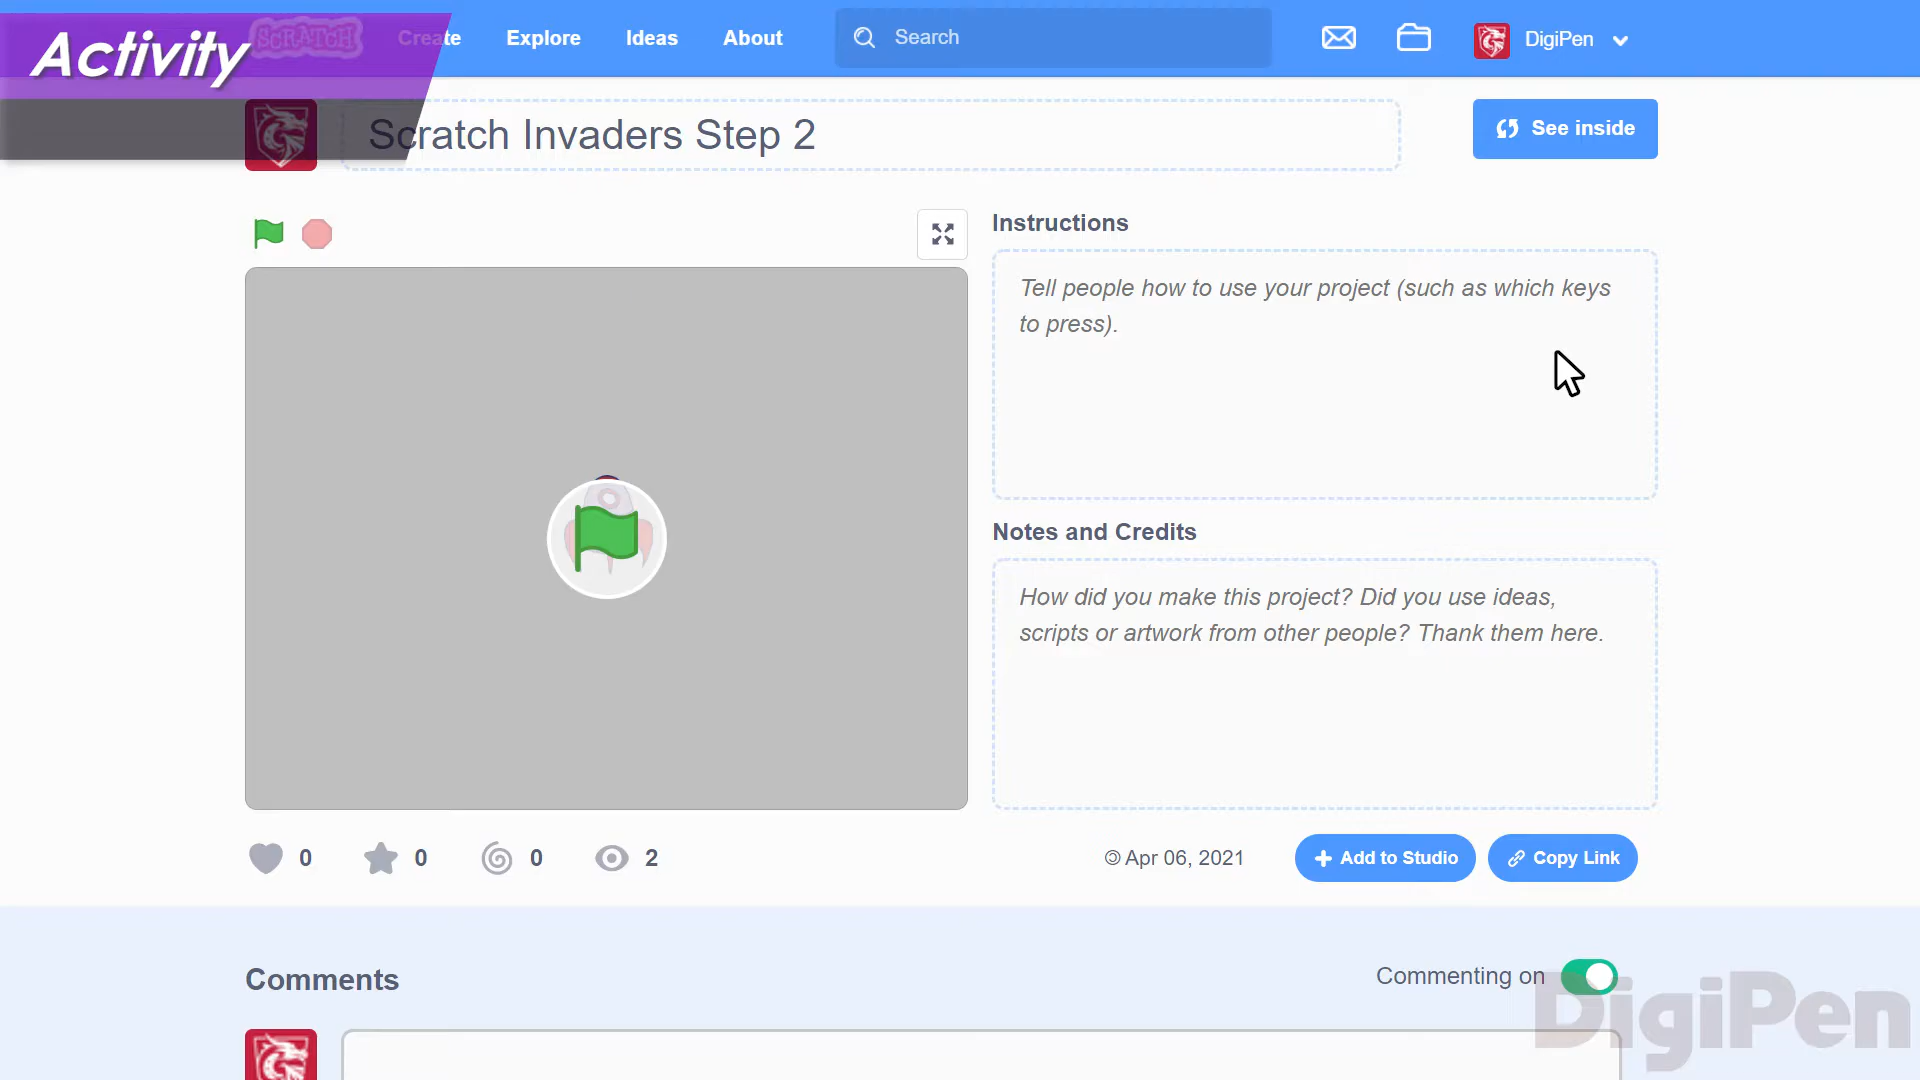 Activity
SCRATCH
Create
Explore
Ideas
About
Search
DigiPen
Scratch Invaders Step 2
See inside
Instructions
Tell people how to use your project (such as which keys
to press).
Notes and Credits
How did you make this project? Did you use ideas,
scripts or artwork from other people? Thank them here.
0
0
0
2
© Apr 06, 2021
Add to Studio
Copy Link
Comments
Commenting on
DigiPen